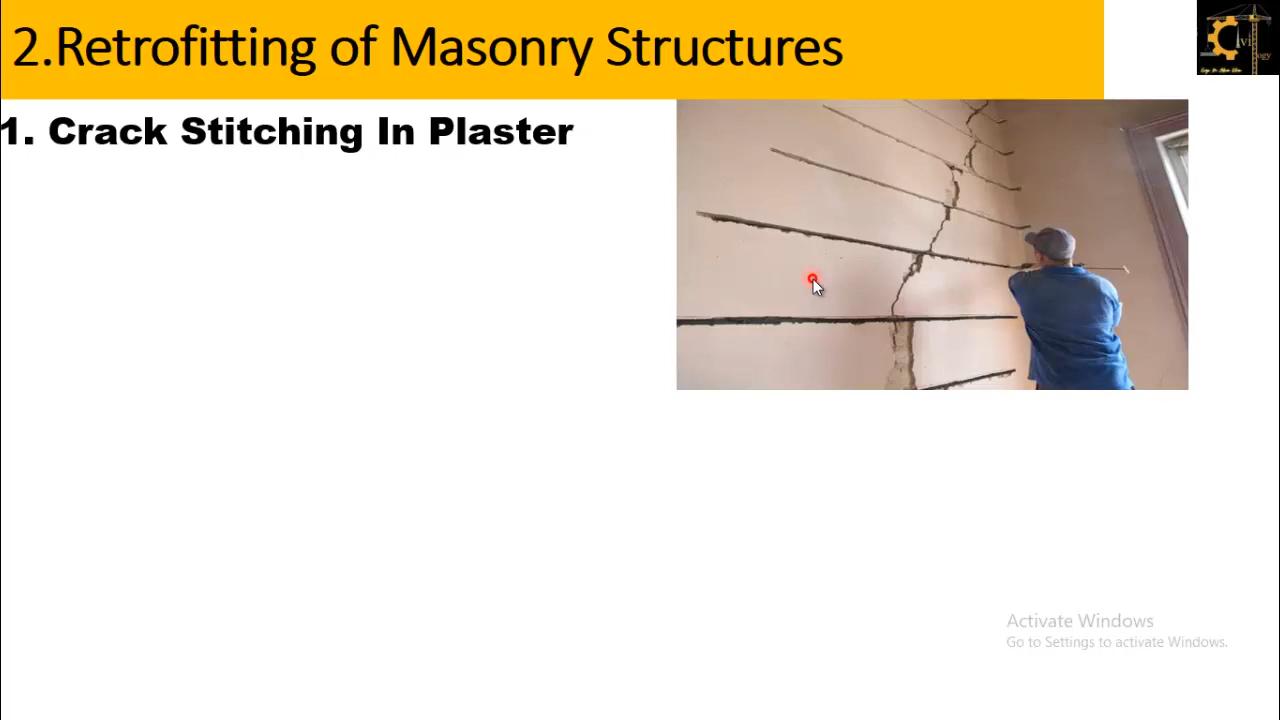 2.Retrofitting of Masonry Structures
1. Crack Stitching In Plaster
Activate Windows
Go to Settings to activate Windows.